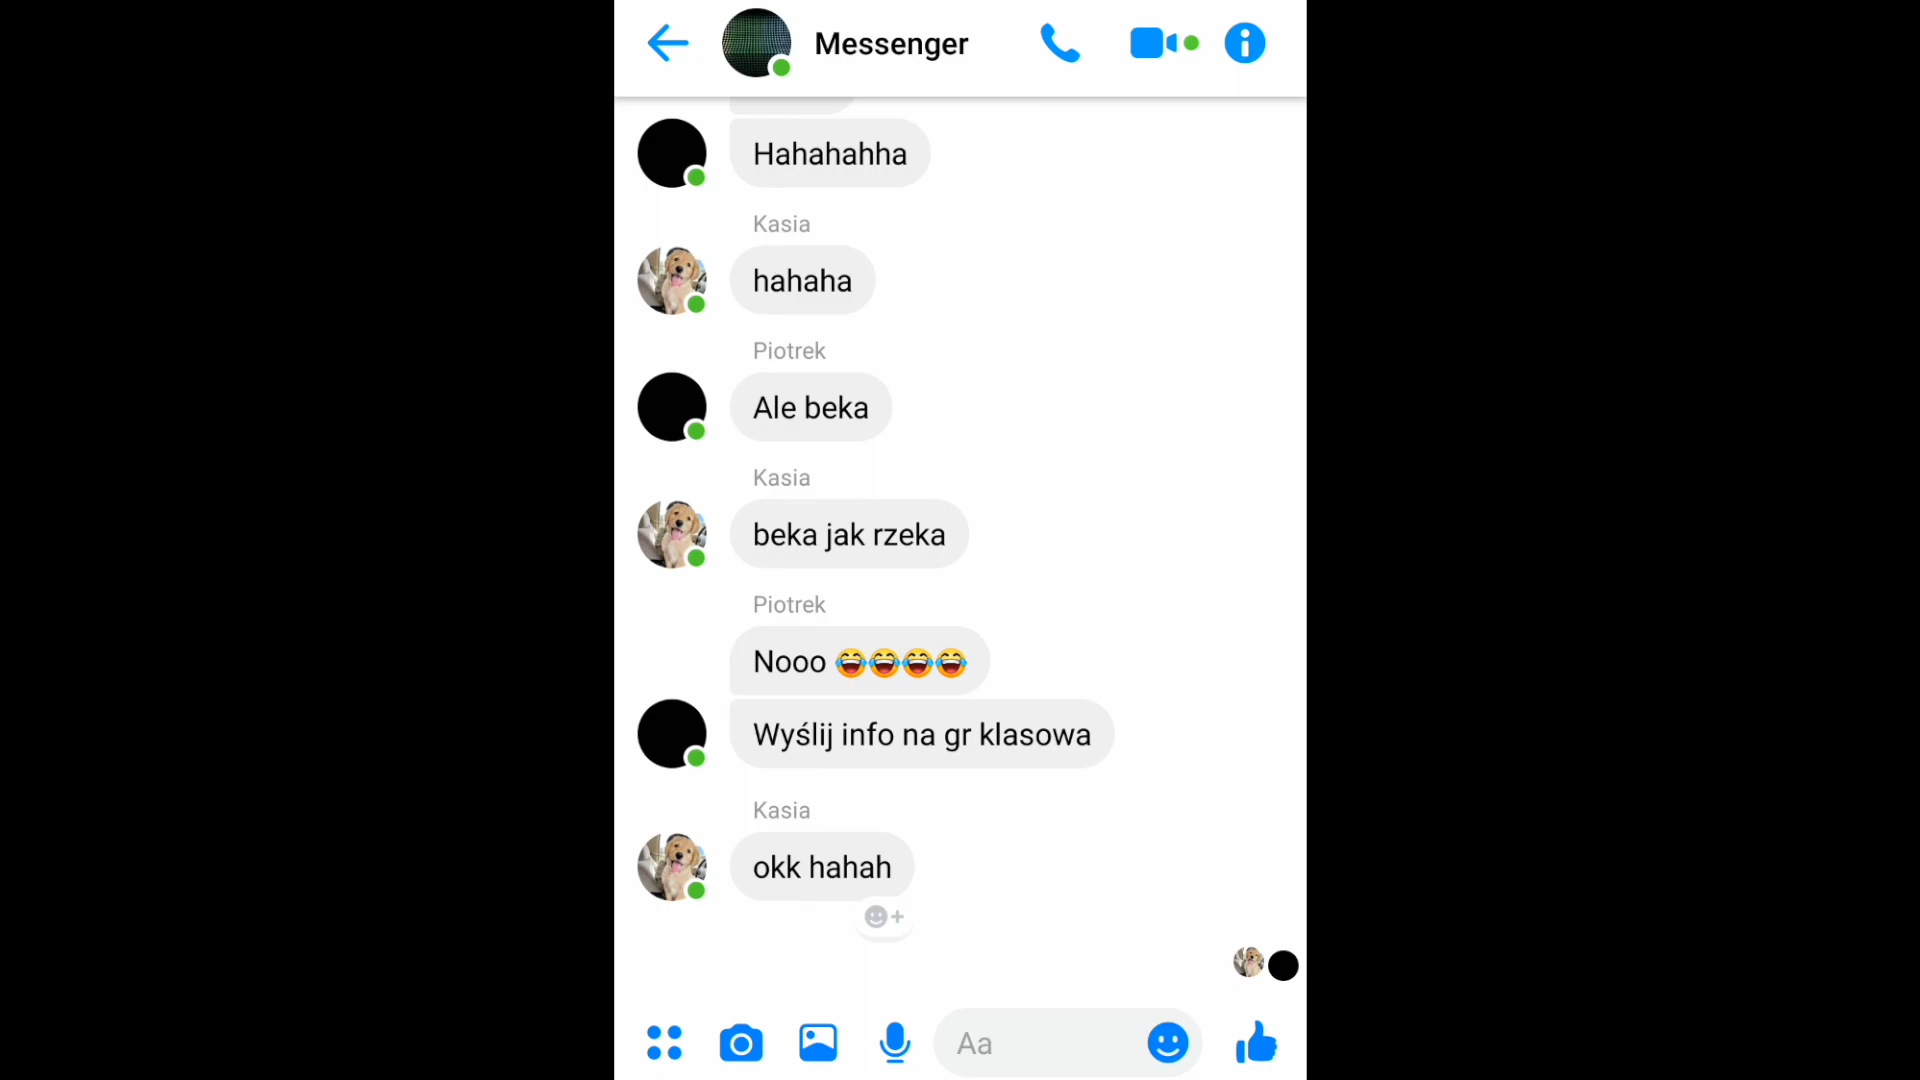 Messenger
Hahahahha
Kasia
hahaha
Piotrek
Ale beka
Kasia
beka jak rzeka
Piotrek
Nooo 😂😂😂😂
Wyślij info na gr klasowa
Kasia
okk hahah
Aa